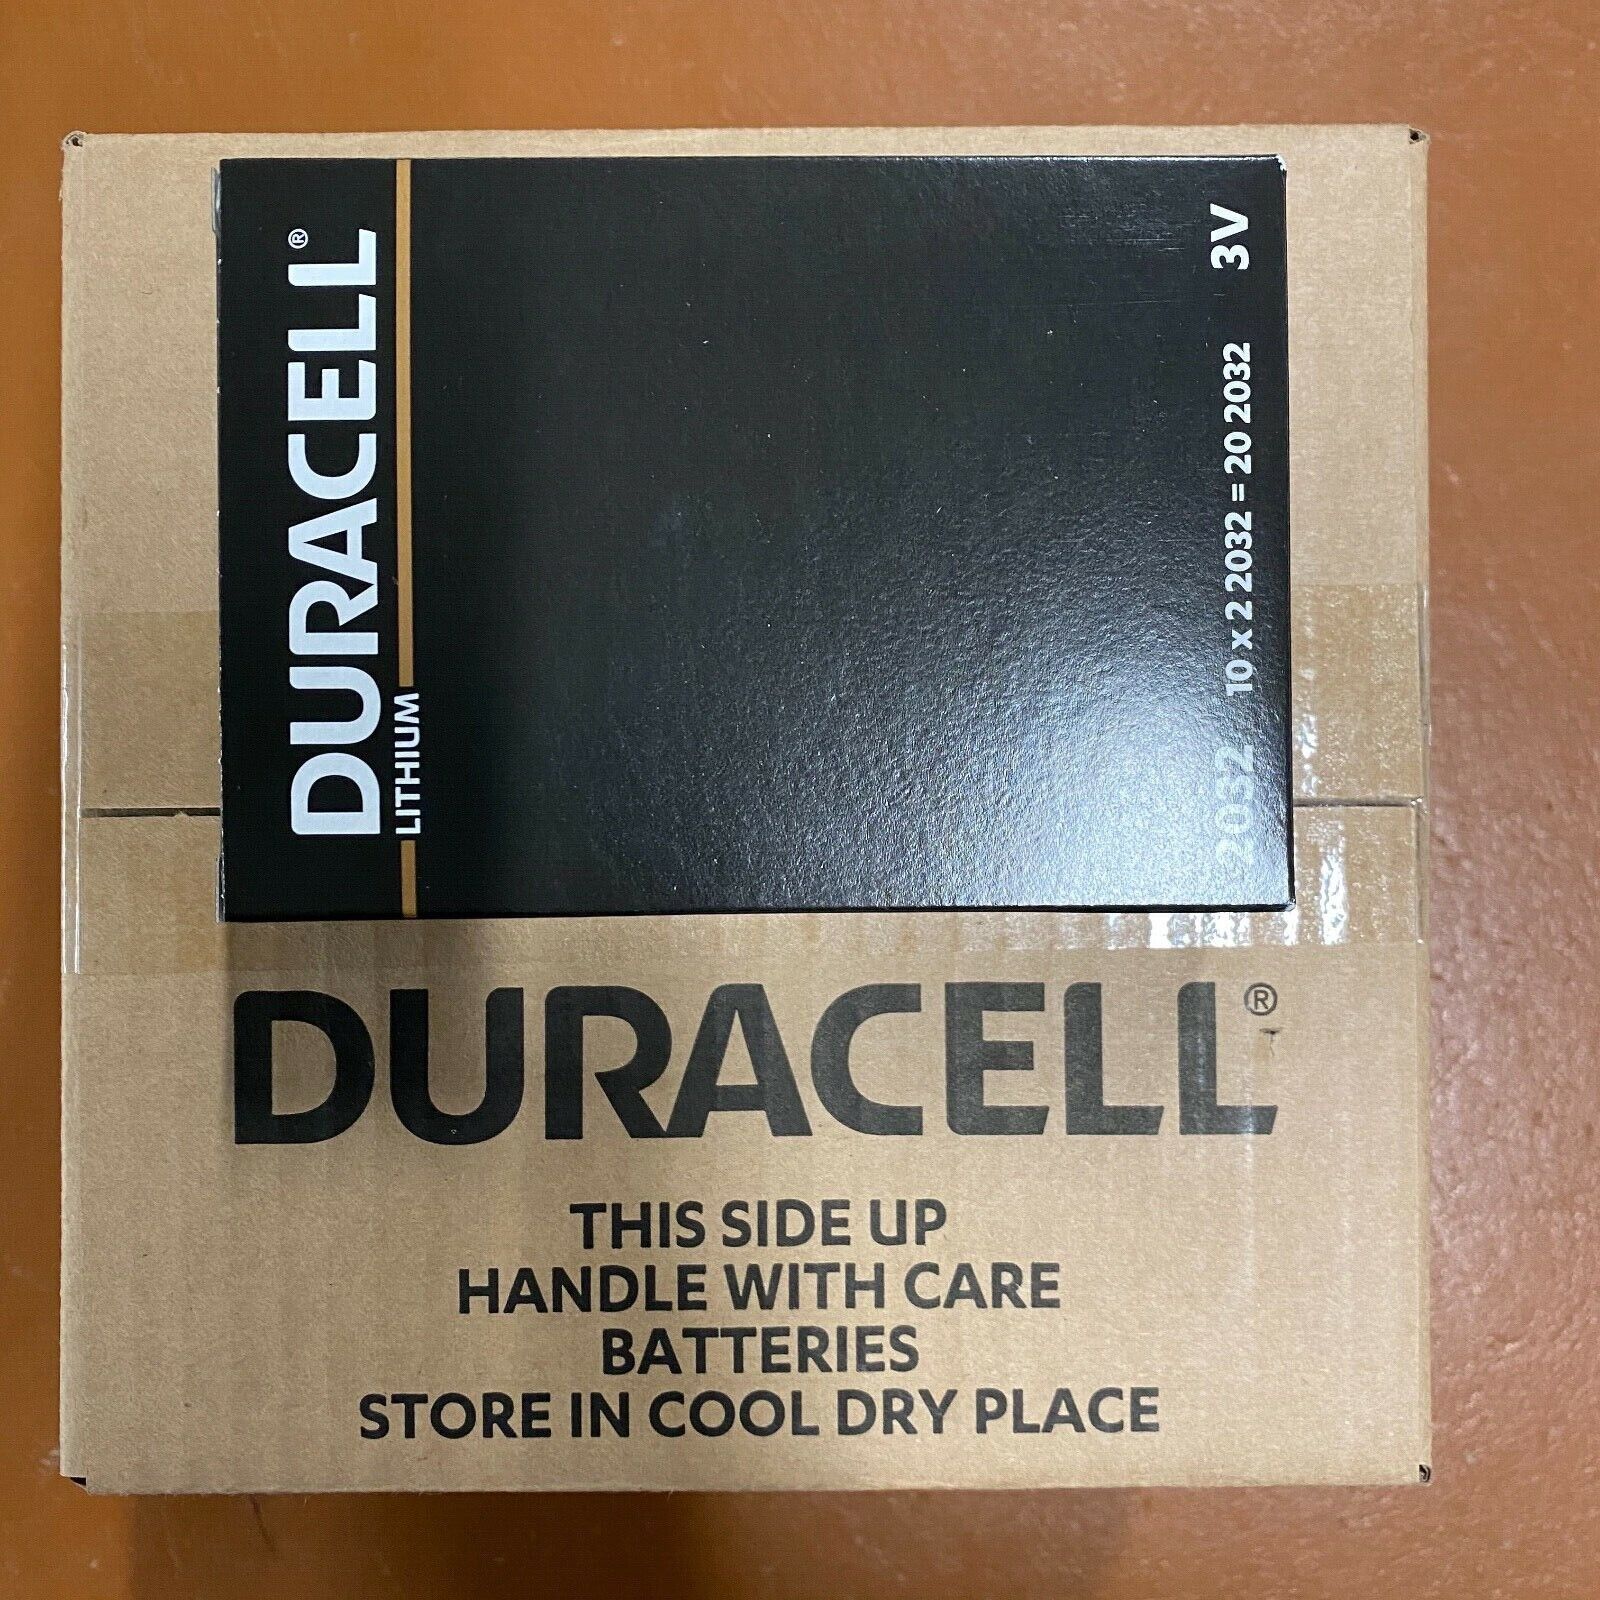 DURACELL®
LITHIUM
2032 10 x 2 2032 = 20 2032 3V
DURACELL®
THIS SIDE UP
HANDLE WITH CARE
BATTERIES
STORE IN COOL DRY PLACE